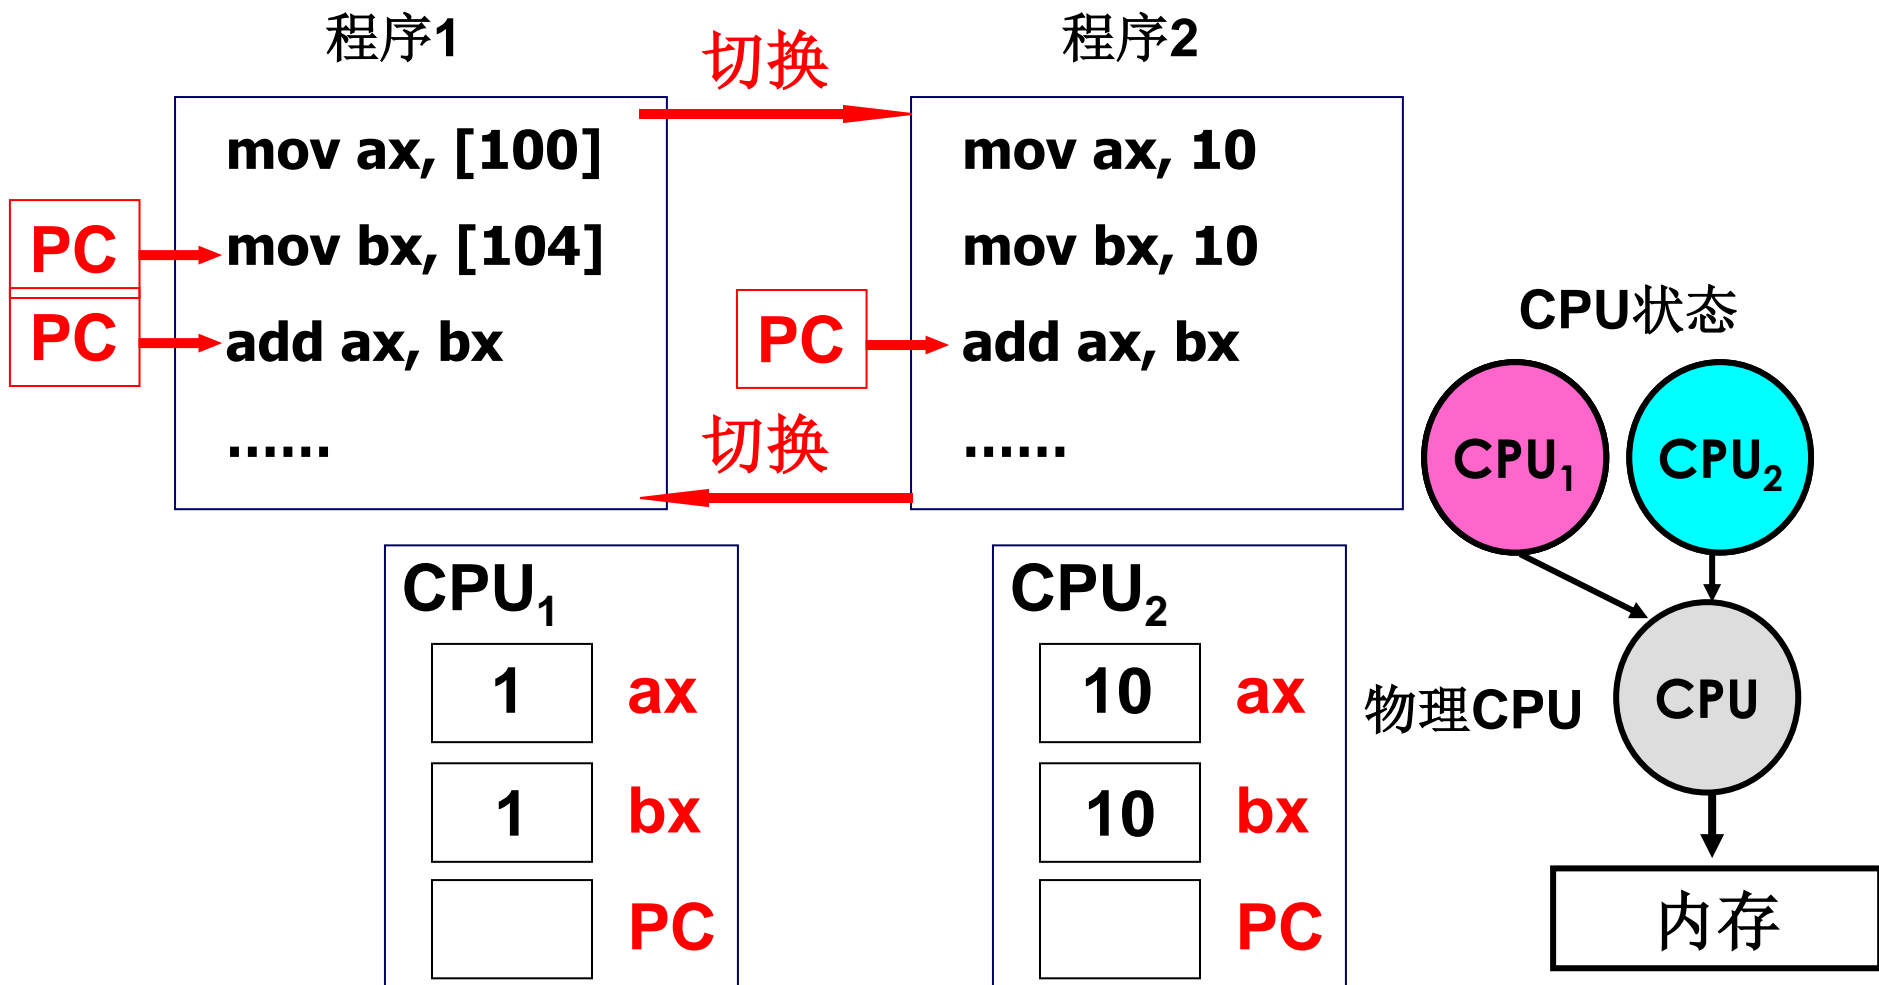 程序1
切换
程序2
mov ax, [100]
mov bx, [104]
add ax, bx
......
PC
PC
mov ax, 10
mov bx, 10
add ax, bx
......
PC
切换
CPU状态
CPU1
CPU2
物理CPU
CPU
内存
CPU1
1 ax
1 bx
PC
CPU2
10 ax
10 bx
PC